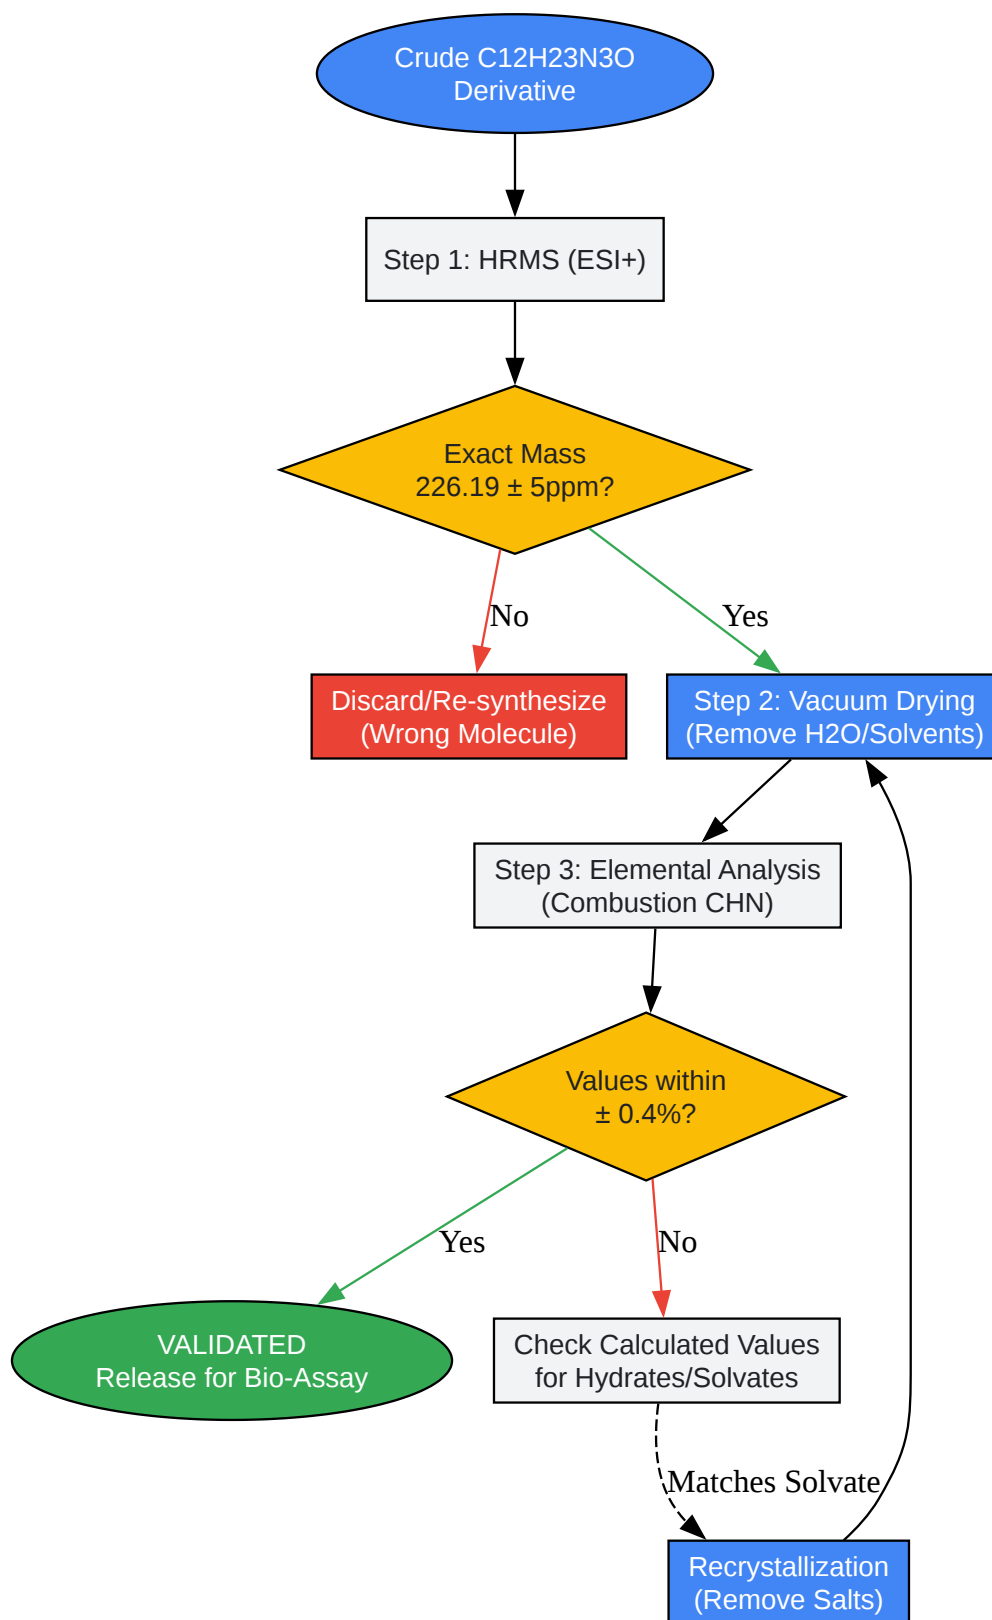 Crude C12H23N3O
Derivative
Step 1: HRMS (ESI+)
Exact Mass
226.19 ± 5ppm?
No
Yes
Discard/Re-synthesize
(Wrong Molecule)
Step 2: Vacuum Drying
(Remove H2O/Solvents)
Step 3: Elemental Analysis
(Combustion CHN)
Values within
± 0.4%?
Yes
No
VALIDATED
Release for Bio-Assay
Check Calculated Values
for Hydrates/Solvates
Matches Solvate
Recrystallization
(Remove Salts)